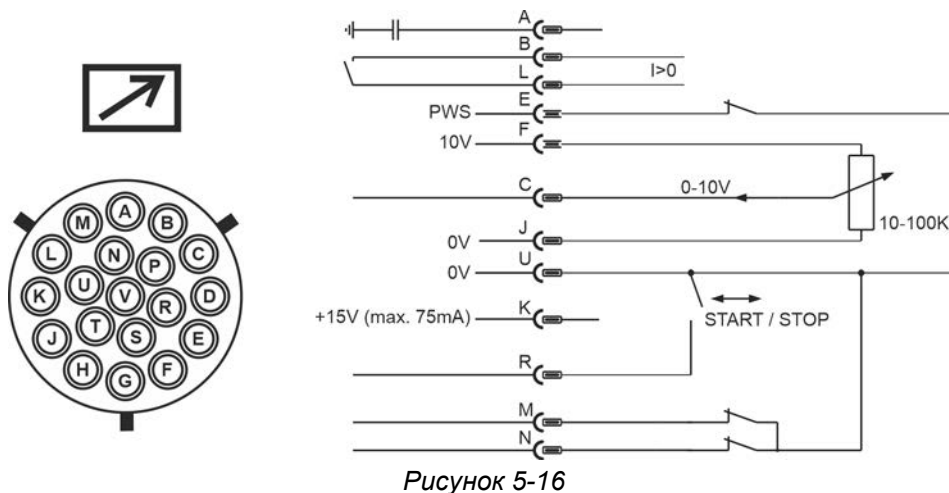 A
B
L
I>0
E
PWS
F
10V
C
0-10V
10-100K
J
0V
U
0V
K
+15V (max. 75mA)
START / STOP
R
M
N
A
M
B
L
N
P
C
K
U
V
R
D
J
T
S
E
H
G
F
Рисунок 5-16